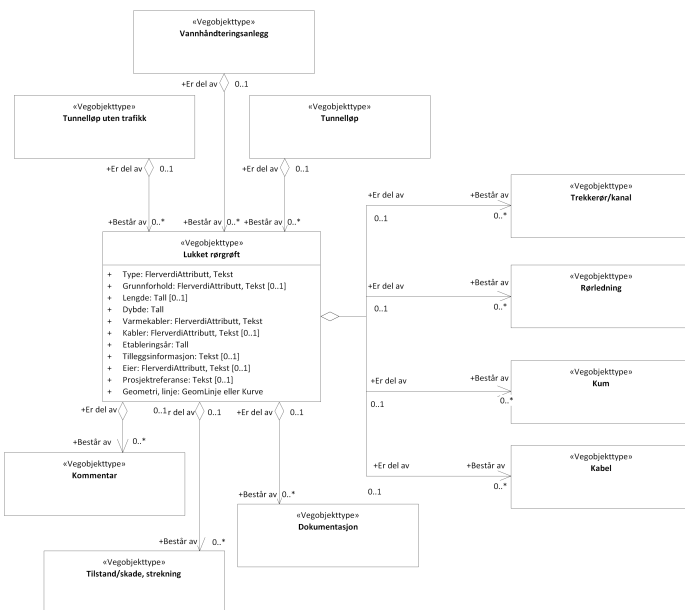 «Vegobjekttype»
Vannhåndteringsanlegg
+Er del av 0..1
«Vegobjekttype»
Tunnelløp uten trafikk
«Vegobjekttype»
Tunnelløp
+Er del av 0..1
+Er del av 0..1
+Består av 0..*
+Består av 0..*
+Består av 0..*
«Vegobjekttype»
Lukket rørgrøft
+ Type: FlerverdiAttributt, Tekst
+ Grunnforhold: FlerverdiAttributt, Tekst [0..1]
+ Lengde: Tall [0..1]
+ Dybde: Tall
+ Varmekabler: FlerverdiAttributt, Tekst
+ Kabler: FlerverdiAttributt, Tekst [0..1]
+ Etableringsår: Tall
+ Tilleggsinformasjon: Tekst [0..1]
+ Eier: FlerverdiAttributt, Tekst [0..1]
+ Prosjektreferanse: Tekst [0..1]
+ Geometri, linje: GeomLinje eller Kurve
+Er del av
0..1
+Består av
0..*
«Vegobjekttype»
Trekkerør/kanal
+Er del av
0..1
+Består av
0..*
«Vegobjekttype»
Rørledning
+Er del av
0..1
+Består av
0..*
«Vegobjekttype»
Kum
+Er del av
0..1
+Består av
0..*
«Vegobjekttype»
Kabel
+Er del av 0..1
r del av 0..1
+Er del av 0..1
+Består av 0..*
«Vegobjekttype»
Kommentar
+Består av 0..*
«Vegobjekttype»
Dokumentasjon
+Består av 0..*
«Vegobjekttype»
Tilstand/skade, strekning